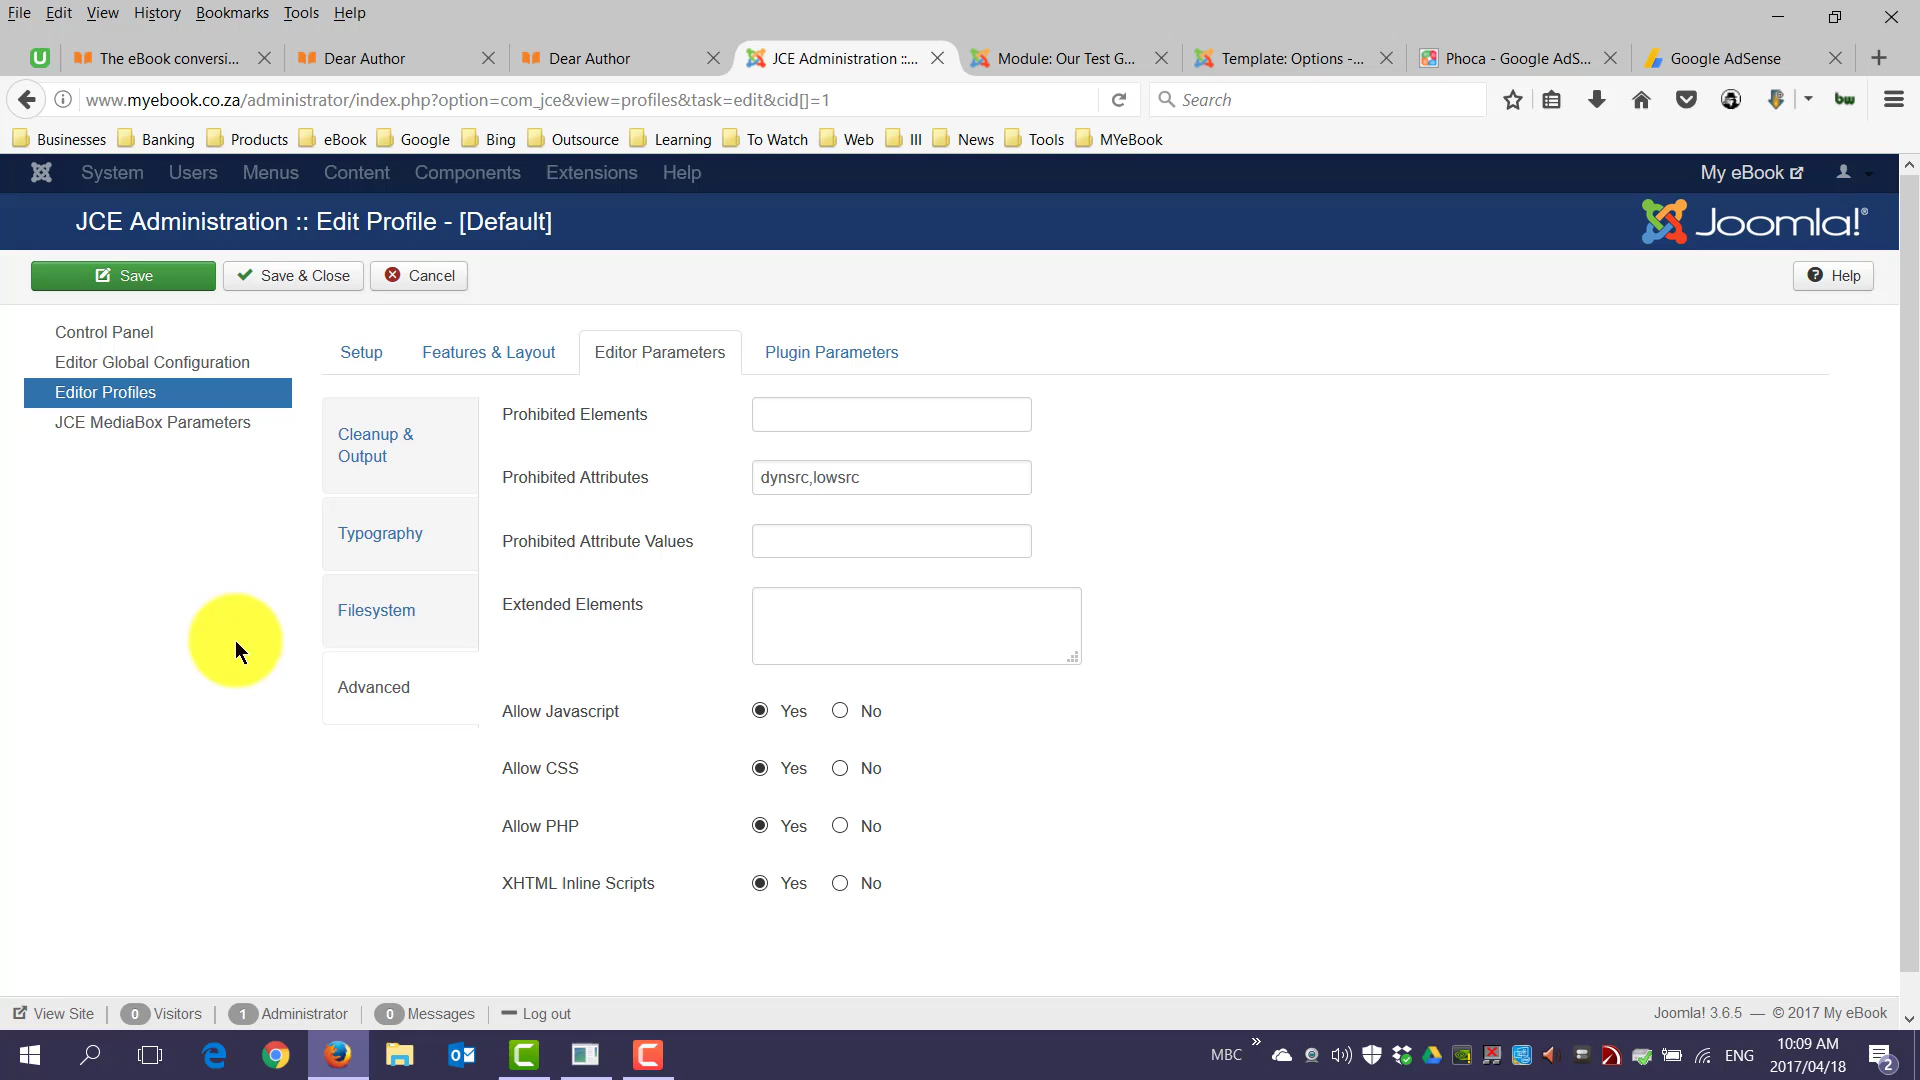 File Edit View History Bookmarks Tools Help
The eBook conversi... Dear Author Dear Author JCE Administration ::... Module: Our Test G... Template: Options -... Phoca - Google AdS... Google AdSense
www.myebook.co.za/administrator/index.php?option=com_jce&view=profiles&task=edit&cid[]=1 Search bw
Businesses Banking Products eBook Google Bing Outsource Learning To Watch Web III News Tools MYeBook
System Users Menus Content Components Extensions Help My eBook
JCE Administration :: Edit Profile - [Default] Joomla!®
Save Save & Close Cancel Help
Control Panel
Editor Global Configuration
Editor Profiles
JCE MediaBox Parameters
Setup Features & Layout Editor Parameters Plugin Parameters
Cleanup &
Output
Typography
Filesystem
Advanced
Prohibited Elements
Prohibited Attributes dynsrc,lowsrc
Prohibited Attribute Values
Extended Elements
Allow Javascript Yes No
Allow CSS Yes No
Allow PHP Yes No
XHTML Inline Scripts Yes No
View Site 0 Visitors 1 Administrator 0 Messages Log out Joomla! 3.6.5 — © 2017 My eBook
MBC ENG 10:09 AM
2017/04/18 2